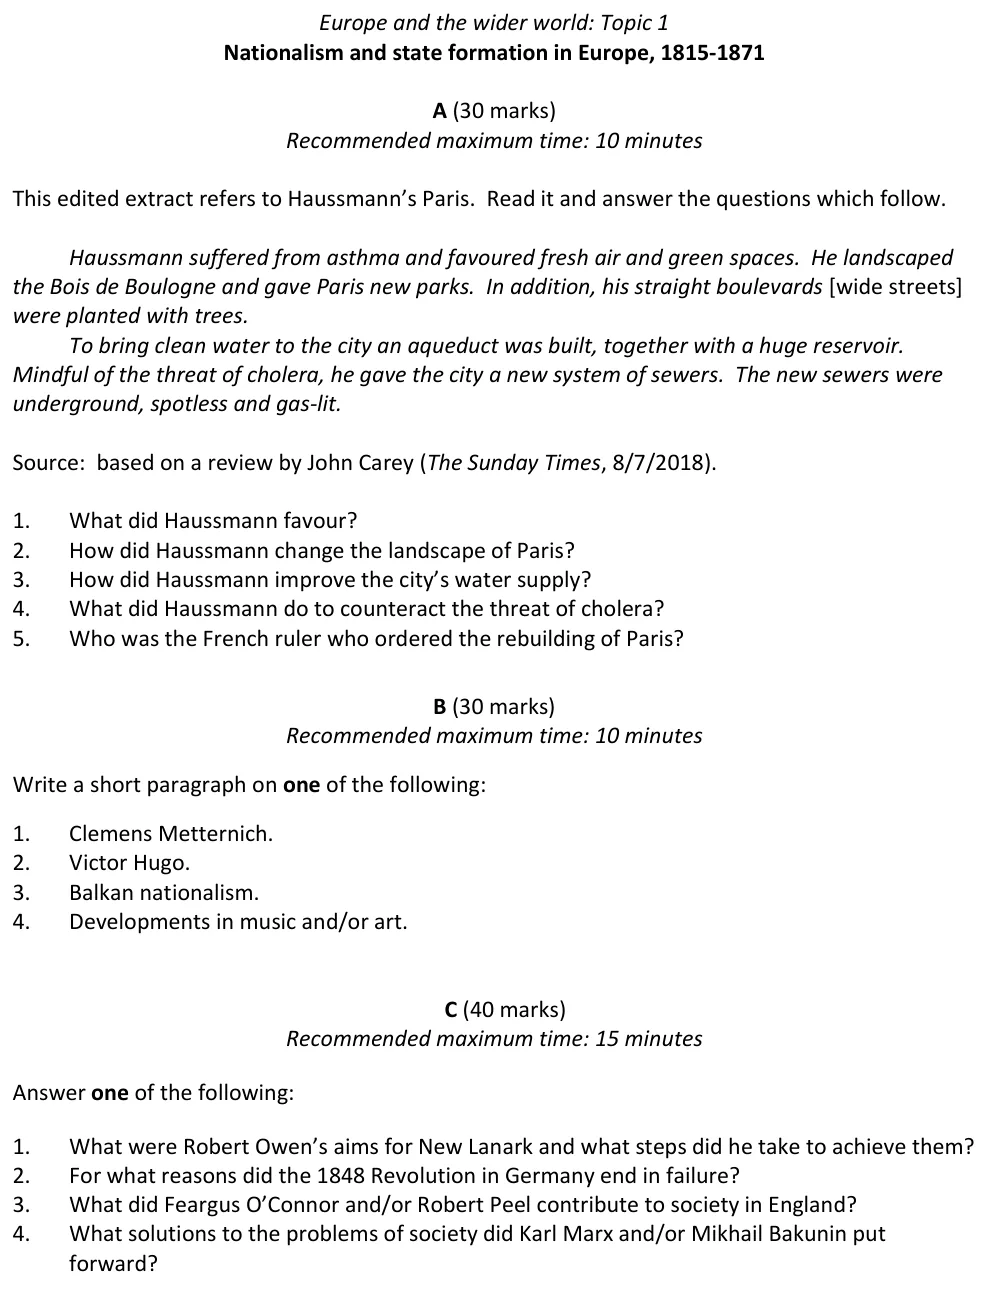 Europe and the wider world: Topic 1
Nationalism and state formation in Europe, 1815-1871
A (30 marks)
Recommended maximum time: 10 minutes
This edited extract refers to Haussmann’s Paris.  Read it and answer the questions which follow.
Haussmann suffered from asthma and favoured fresh air and green spaces.  He landscaped
the Bois de Boulogne and gave Paris new parks.  In addition, his straight boulevards [wide streets]
were planted with trees.
To bring clean water to the city an aqueduct was built, together with a huge reservoir.
Mindful of the threat of cholera, he gave the city a new system of sewers.  The new sewers were
underground, spotless and gas-lit.
Source:  based on a review by John Carey (The Sunday Times, 8/7/2018).
1. What did Haussmann favour?
2. How did Haussmann change the landscape of Paris?
3. How did Haussmann improve the city’s water supply?
4. What did Haussmann do to counteract the threat of cholera?
5. Who was the French ruler who ordered the rebuilding of Paris?
B (30 marks)
Recommended maximum time: 10 minutes
Write a short paragraph on one of the following:
1. Clemens Metternich.
2. Victor Hugo.
3. Balkan nationalism.
4. Developments in music and/or art.
C (40 marks)
Recommended maximum time: 15 minutes
Answer one of the following:
1. What were Robert Owen’s aims for New Lanark and what steps did he take to achieve them?
2. For what reasons did the 1848 Revolution in Germany end in failure?
3. What did Feargus O’Connor and/or Robert Peel contribute to society in England?
4. What solutions to the problems of society did Karl Marx and/or Mikhail Bakunin put
forward?